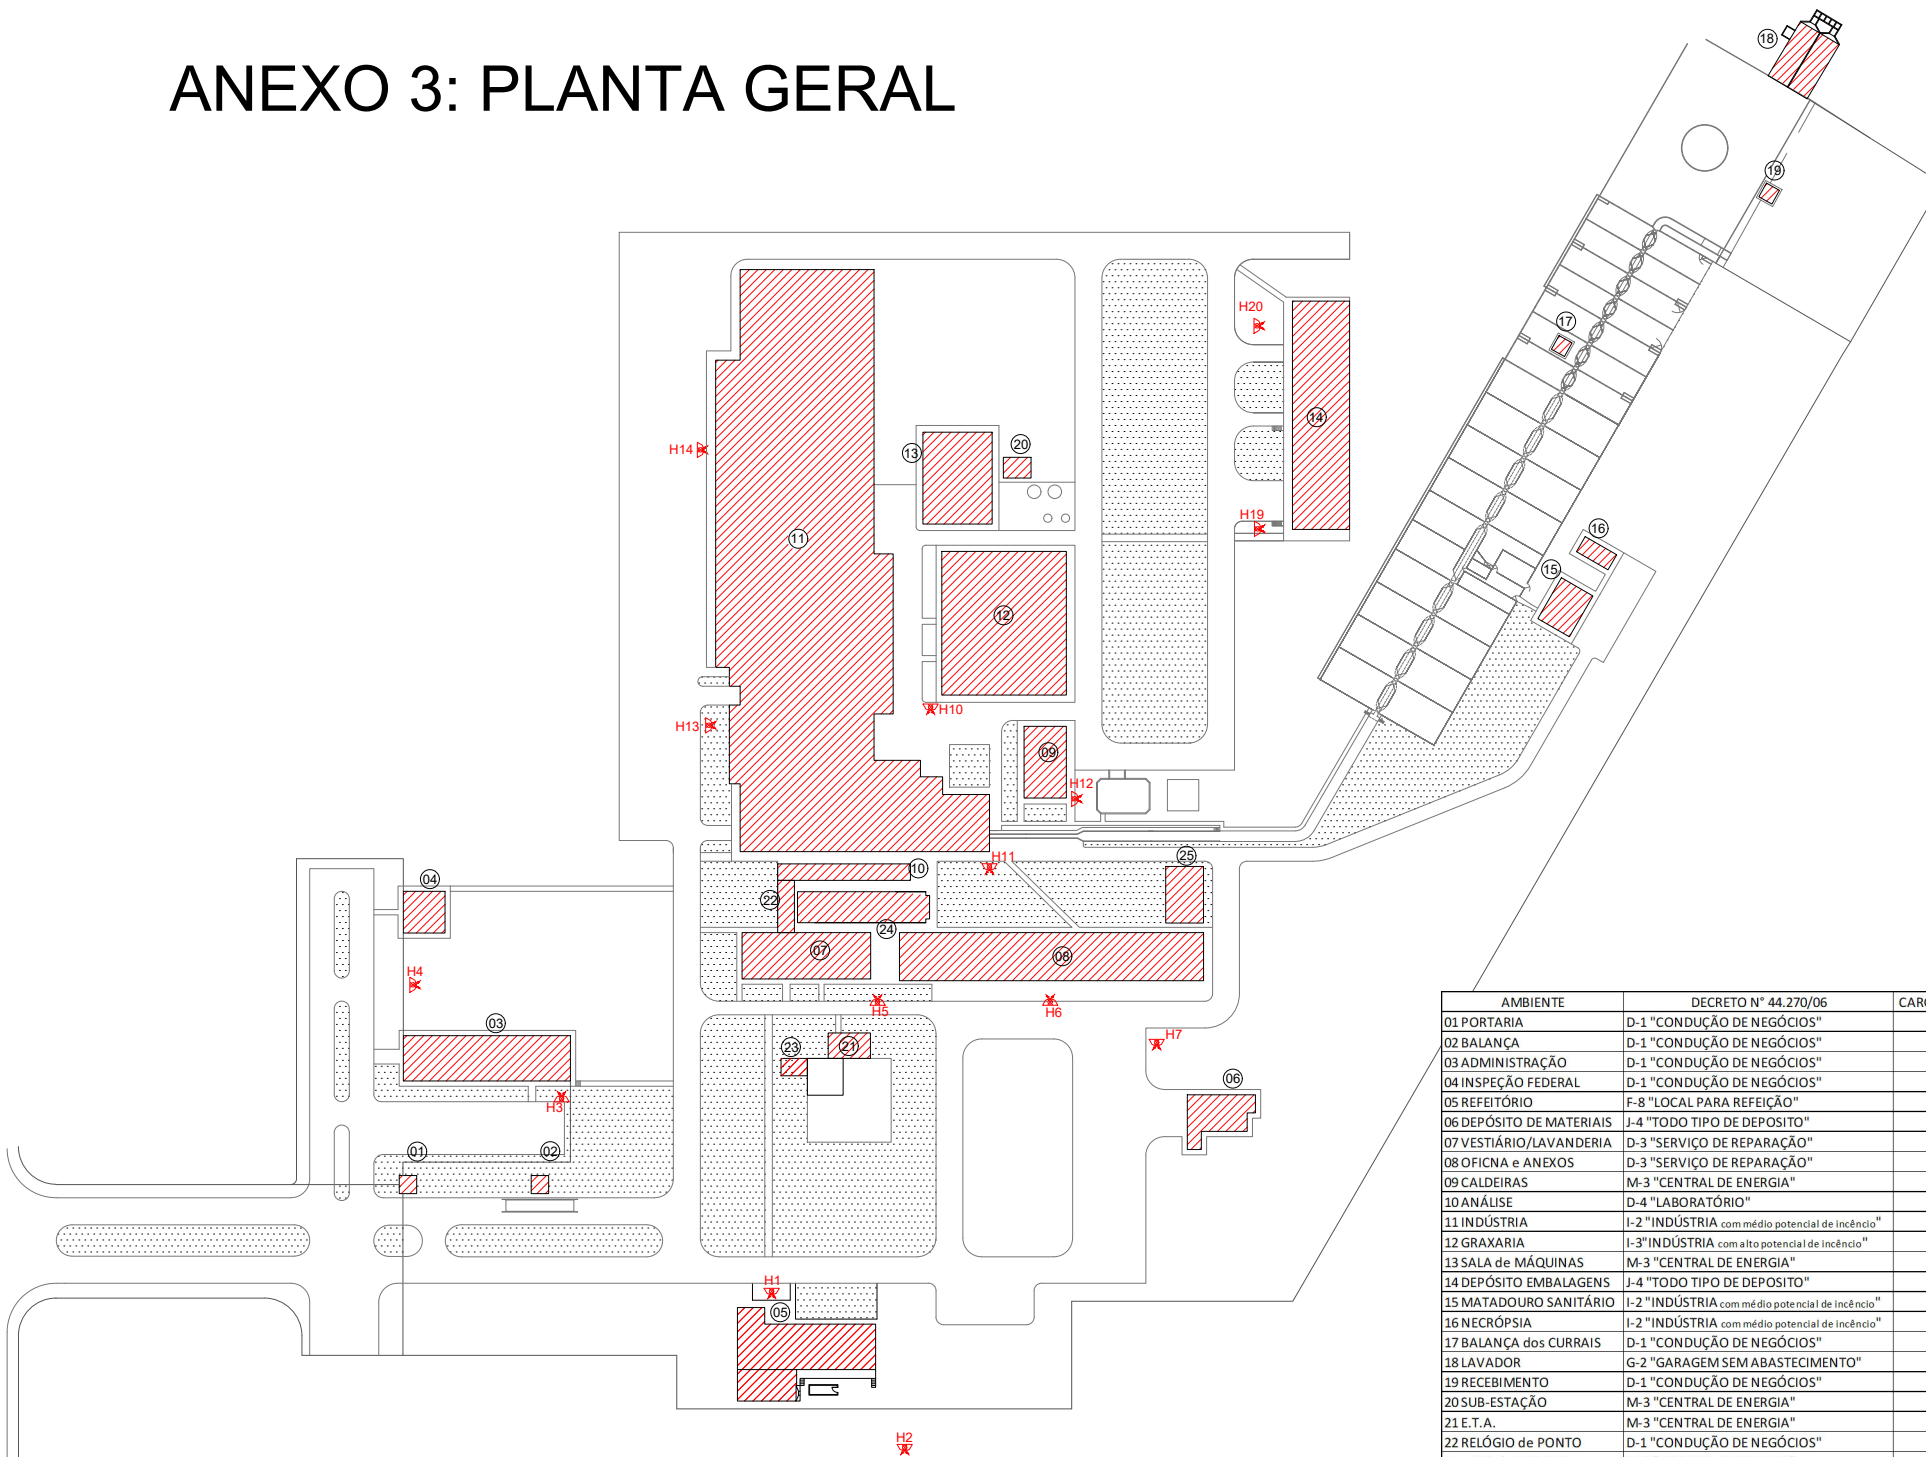 ANEXO 3: PLANTA GERAL
18
19
17
H20
14
H14
13
20
11
H19
16
15
12
H10
H13
09
H12
H11
25
10
04
22
24
07
08
H4
H5
H6
03
H7
23
21
06
H3
01
02
H1
05
H2
AMBIENTE DECRETO N° 44.270/06
01 PORTARIA D-1 "CONDUÇÃO DE NEGÓCIOS"
02 BALANÇA D-1 "CONDUÇÃO DE NEGÓCIOS"
03 ADMINISTRAÇÃO D-1 "CONDUÇÃO DE NEGÓCIOS"
04 INSPEÇÃO FEDERAL D-1 "CONDUÇÃO DE NEGÓCIOS"
05 REFEITÓRIO F-8 "LOCAL PARA REFEIÇÃO"
06 DEPÓSITO DE MATERIAIS J-4 "TODO TIPO DE DEPOSITO"
07 VESTIÁRIO/LAVANDERIA D-3 "SERVIÇO DE REPARAÇÃO"
08 OFICNA e ANEXOS D-3 "SERVIÇO DE REPARAÇÃO"
09 CALDEIRAS M-3 "CENTRAL DE ENERGIA"
10 ANÁLISE D-4 "LABORATÓRIO"
11 INDÚSTRIA I-2 "INDÚSTRIA com médio potencial de incêncio"
12 GRAXARIA I-3"INDÚSTRIA com alto potencial de incêncio"
13 SALA de MÁQUINAS M-3 "CENTRAL DE ENERGIA"
14 DEPÓSITO EMBALAGENS J-4 "TODO TIPO DE DEPOSITO"
15 MATADOURO SANITÁRIO I-2 "INDÚSTRIA com médio potencial de incêncio"
16 NECRÓPSIA I-2 "INDÚSTRIA com médio potencial de incêncio"
17 BALANÇA dos CURRAIS D-1 "CONDUÇÃO DE NEGÓCIOS"
18 LAVADOR G-2 "GARAGEM SEM ABASTECIMENTO"
19 RECEBIMENTO D-1 "CONDUÇÃO DE NEGÓCIOS"
20 SUB-ESTAÇÃO M-3 "CENTRAL DE ENERGIA"
21 E.T.A. M-3 "CENTRAL DE ENERGIA"
22 RELÓGIO de PONTO D-1 "CONDUÇÃO DE NEGÓCIOS"